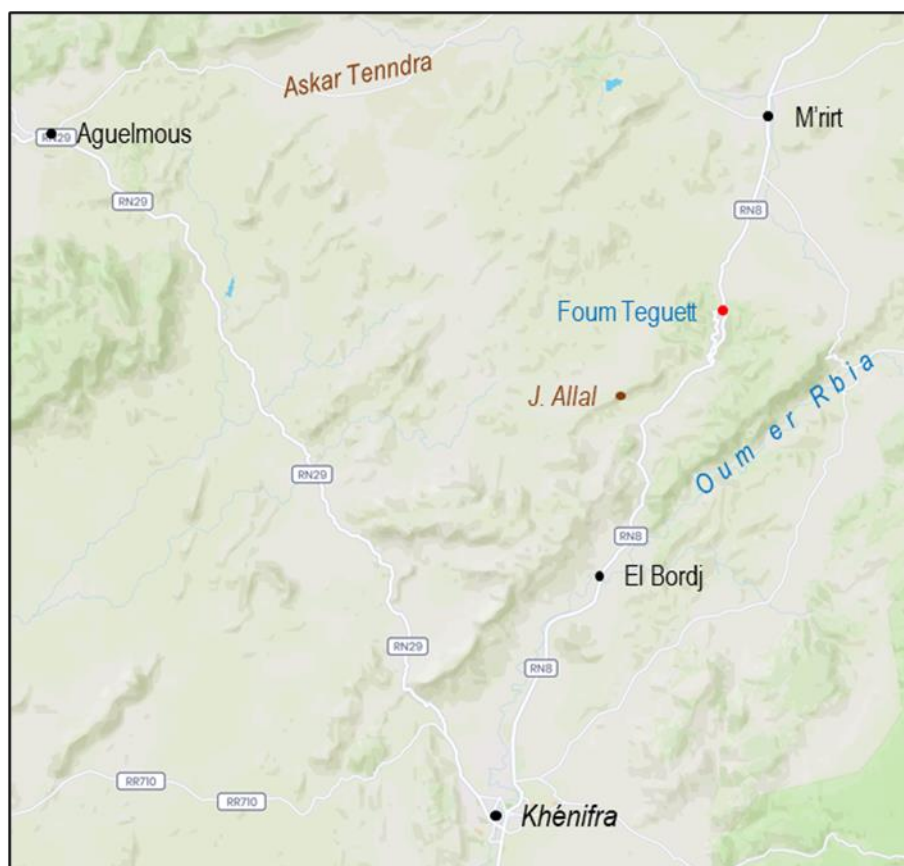 Askar Tenndra
M'rirt
RN29
Aguelmous
RN29
RN8
Foum Teguett
J. Allal
Oum er Rbia
RN29
RN8
El Bordj
RN29
RN8
RR710
RR710
Khénifra